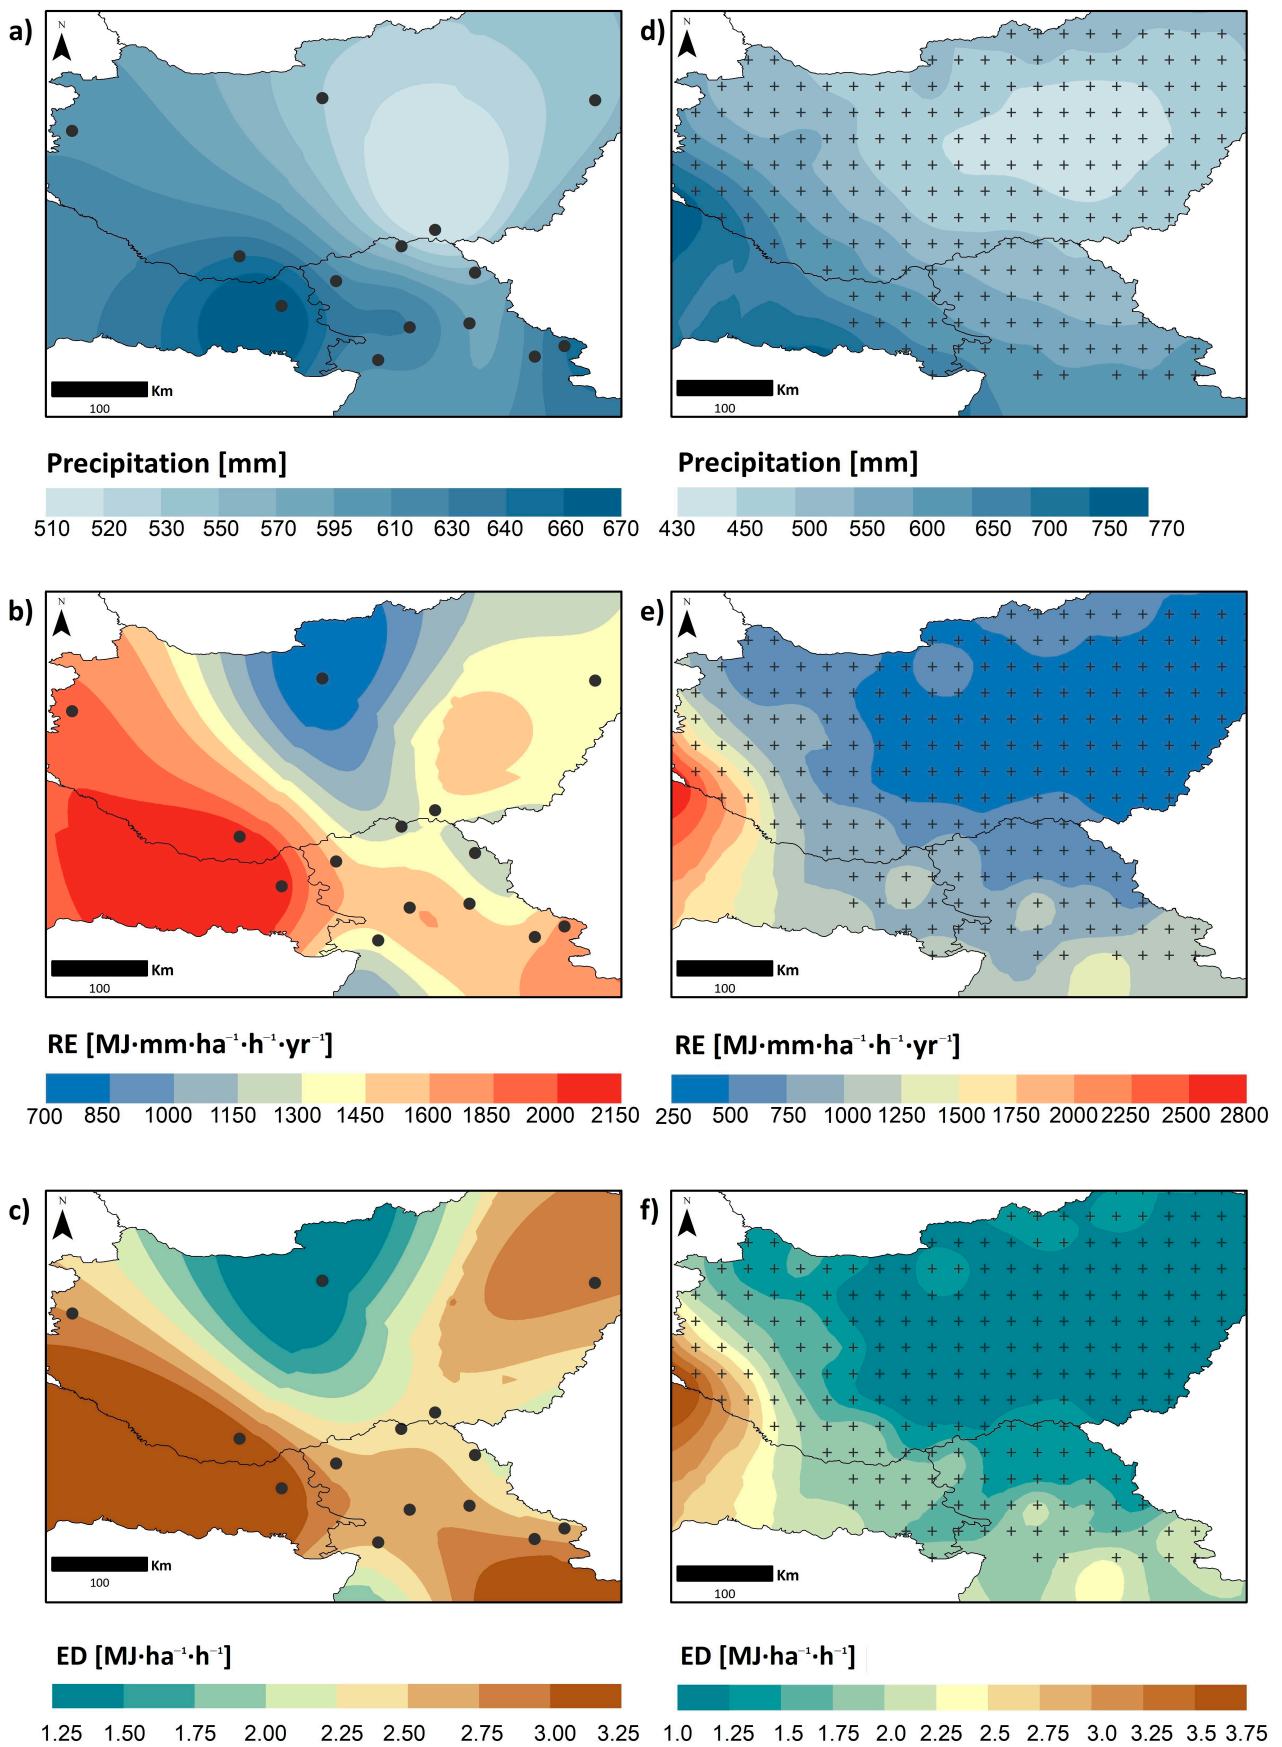 a)
N
Km
100
d)
N
Km
100
Precipitation [mm]
510 520 530 550 570 595 610 630 640 660 670
Precipitation [mm]
430 450 500 550 600 650 700 750 770
b)
N
Km
100
e)
N
Km
100
RE [MJ·mm·ha⁻¹·h⁻¹·yr⁻¹]
700 850 1000 1150 1300 1450 1600 1850 2000 2150
RE [MJ·mm·ha⁻¹·h⁻¹·yr⁻¹]
250 500 750 1000 1250 1500 1750 2000 2250 2500 2800
c)
N
Km
100
f)
N
Km
100
ED [MJ·ha⁻¹·h⁻¹]
1.25 1.50 1.75 2.00 2.25 2.50 2.75 3.00 3.25
ED [MJ·ha⁻¹·h⁻¹]
1.0 1.25 1.5 1.75 2.0 2.25 2.5 2.75 3.0 3.25 3.5 3.75